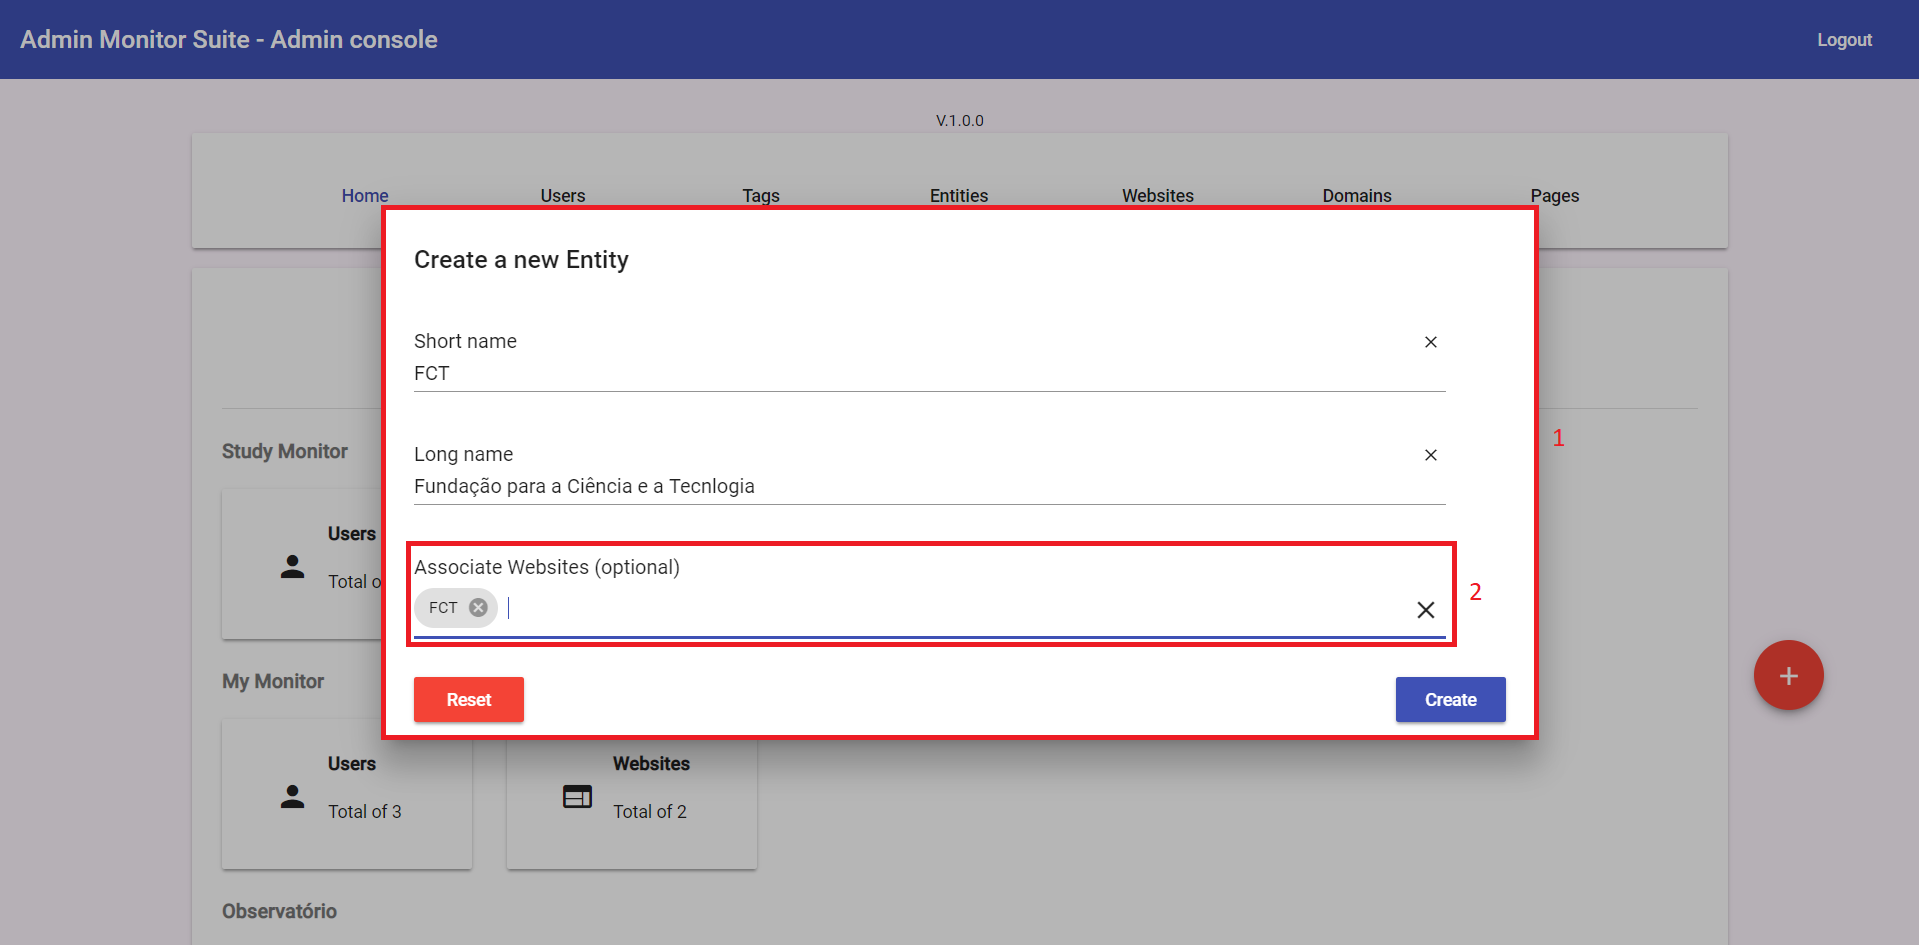 Admin Monitor Suite - Admin console
Logout
V.1.0.0
Home Users Tags Entities Websites Domains Pages
Create a new Entity
Short name
FCT
Long name
Fundação para a Ciência e a Tecnlogia
Associate Websites (optional)
FCT
Reset Create
1
2
Study Monitor
Users
Total o
My Monitor
Users
Total of 3
Websites
Total of 2
Observatório